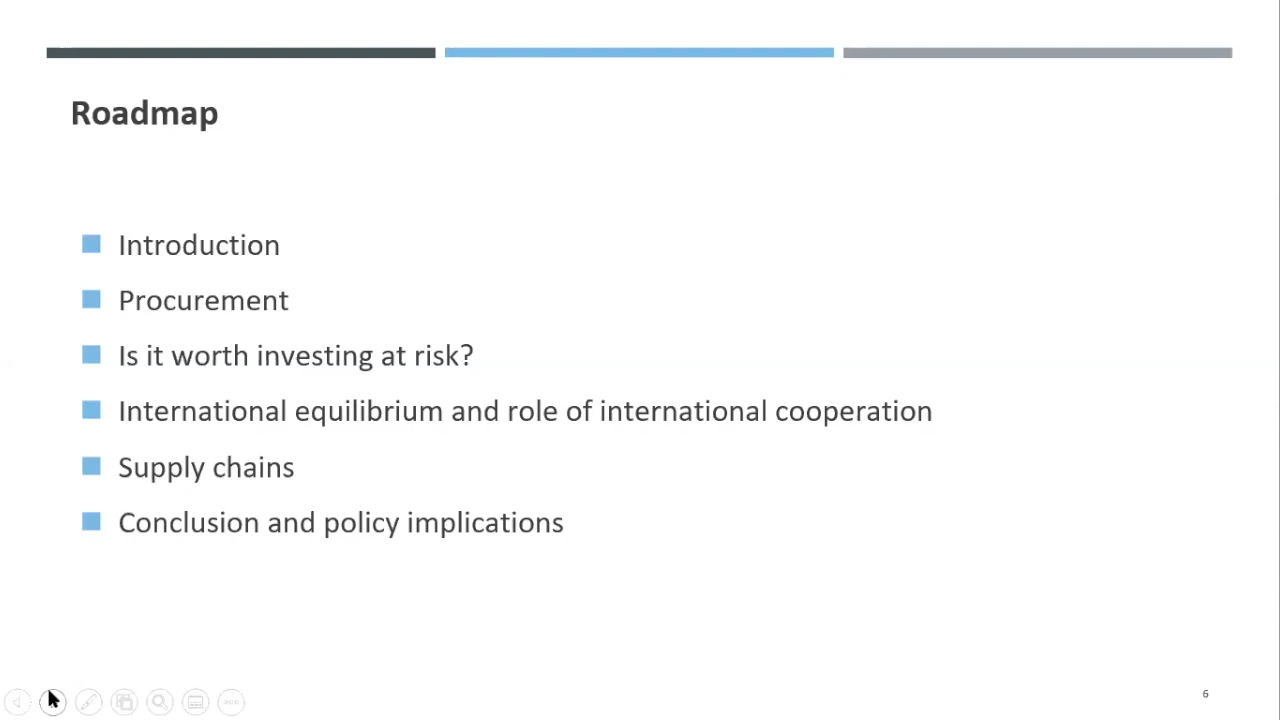 Roadmap
Introduction
Procurement
Is it worth investing at risk?
International equilibrium and role of international cooperation
Supply chains
Conclusion and policy implications
6